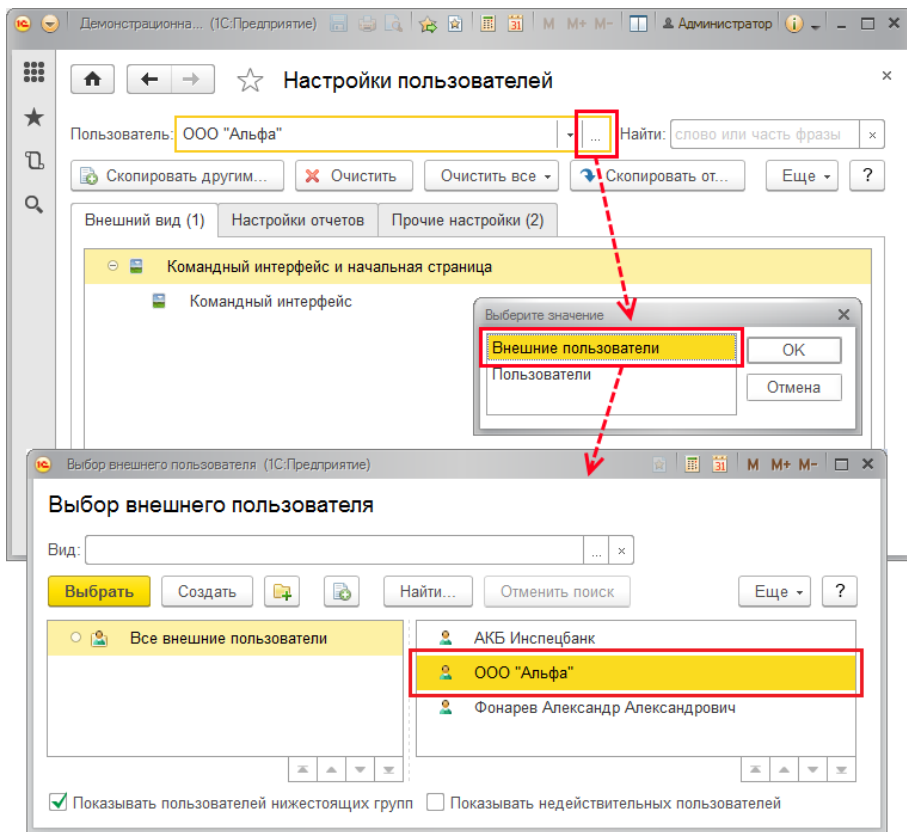 Демонстрационна... (1С:Предприятие) M M+ M- Администратор
Настройки пользователей
Пользователь: ООО "Альфа" ... Найти: слово или часть фразы ×
Скопировать другим... Очистить Очистить все Скопировать от... Еще ?
Внешний вид (1) Настройки отчетов Прочие настройки (2)
Командный интерфейс и начальная страница
Командный интерфейс
Выберите значение
Внешние пользователи OK
Пользователи
Отмена
Выбор внешнего пользователя (1С:Предприятие) 31 M M+ M-
Выбор внешнего пользователя
Вид: ... ×
Выбрать Создать Найти... Отменить поиск Еще ?
Все внешние пользователи
АКБ Инспецбанк
ООО "Альфа"
Фонарев Александр Александрович
Показывать пользователей нижестоящих групп Показывать недействительных пользователей